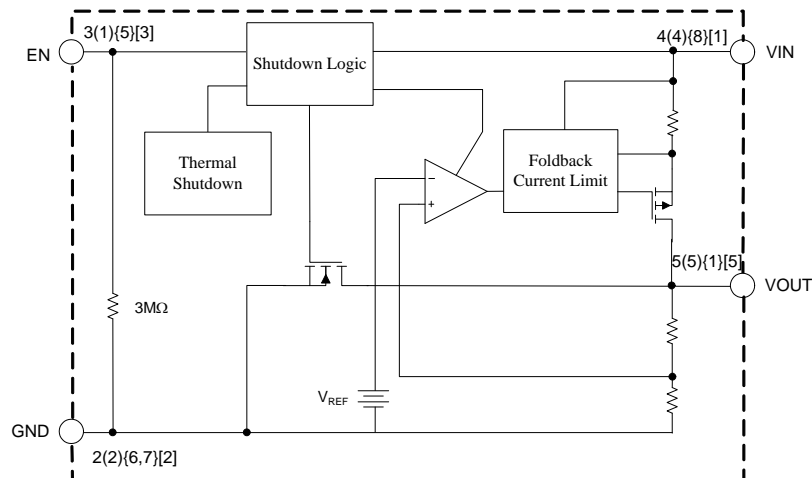 3(1){5}[3]
EN
Shutdown Logic
4(4){8}[1]
VIN
Thermal
Shutdown
Foldback
Current Limit
−
+
5(5){1}[5]
VOUT
3MΩ
VREF
GND
2(2){6,7}[2]